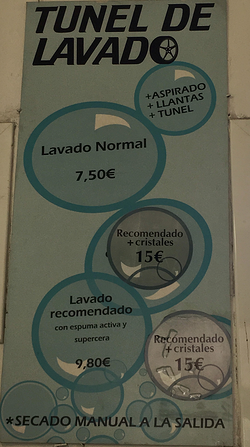 TUNEL DE
LAVADO
+ASPIRADO
+ LLANTAS
+ TUNEL
Lavado Normal
7,50€
Recomendado
+ cristales
15€
Lavado
recomendado
con espuma activa y
supercera
9,80€
Recomendado
+ cristales
15€
*SECADO MANUAL A LA SALIDA